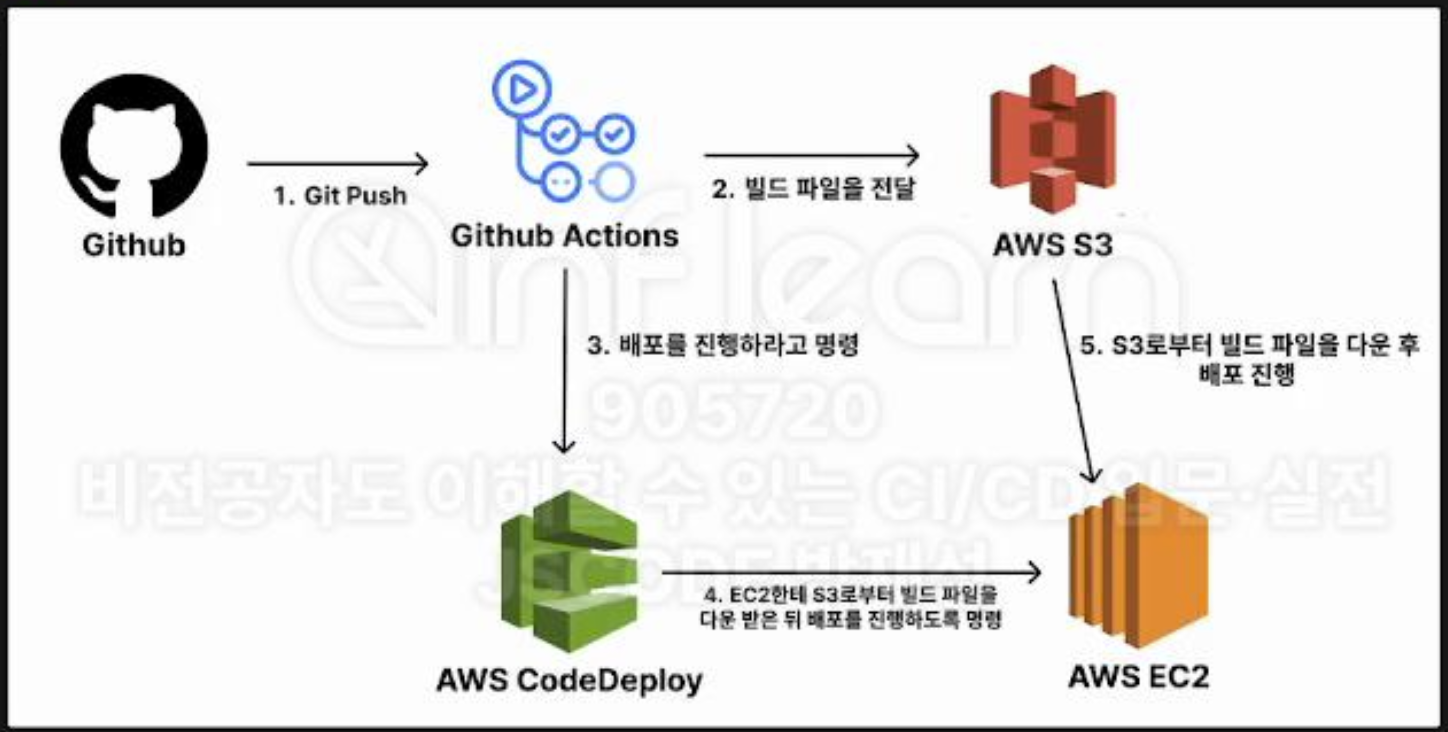 1. Git Push
2. 빌드 파일을 전달
Github
Github Actions
AWS S3
3. 배포를 진행하라고 명령
5. S3로부터 빌드 파일을 다운 후
배포 진행
inflearn
905720
비전공자도 이해할 수 있는 CI/CD 입문·실전
JSCODE 박재성
4. EC2한테 S3로부터 빌드 파일을
다운 받은 뒤 배포를 진행하도록 명령
AWS CodeDeploy
AWS EC2